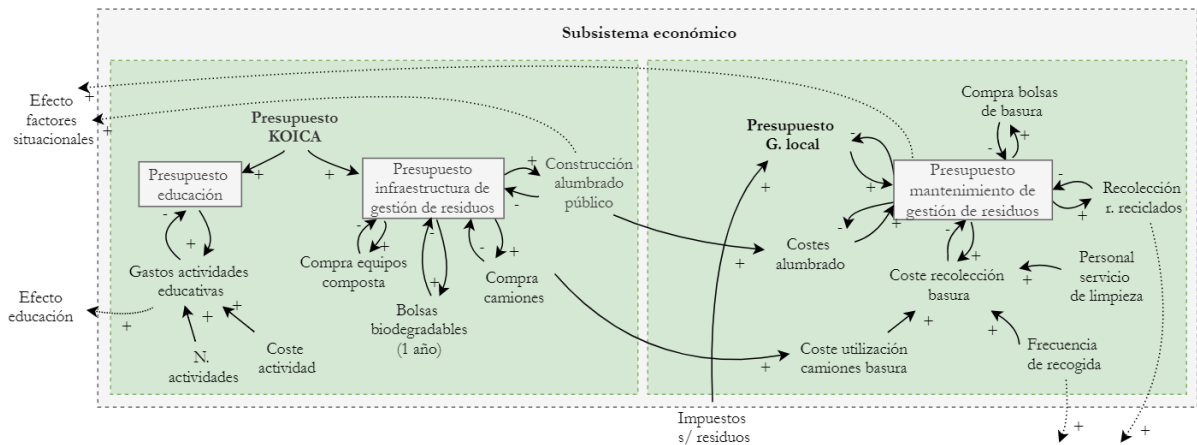 Subsistema económico
Efecto
factores
situacionales
+
+
Presupuesto
KOICA
+
+
Presupuesto
educación
Presupuesto
infraestructura de
gestión de residuos
+
-
Construcción
alumbrado
público
-
+
Gastos actividades
educativas
-
+
Compra equipos
composta
-
+
Bolsas
biodegradables
(1 año)
-
+
Compra
camiones
Efecto
educación
+
+
+
N.
actividades
Coste
actividad
Presupuesto
G. local
+
-
+
Compra bolsas
de basura
-
+
Presupuesto
mantenimiento de
gestión de residuos
-
+
Recolección
r. reciclados
-
+
Costes
alumbrado
+
-
+
Coste recolección
basura
+
Personal
servicio
de limpieza
+
+
Coste utilización
camiones basura
+
Frecuencia
de recogida
Impuestos
s/ residuos
+
+